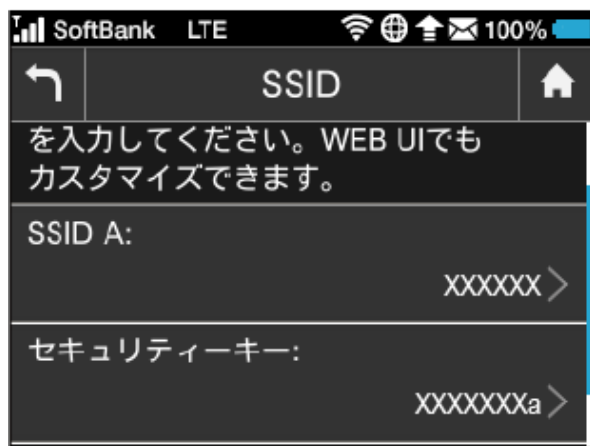 SoftBank LTE 100%
SSID
を入力してください。WEB UIでも
カスタマイズできます。
SSID A:
XXXXXX
セキュリティーキー:
XXXXXXXa